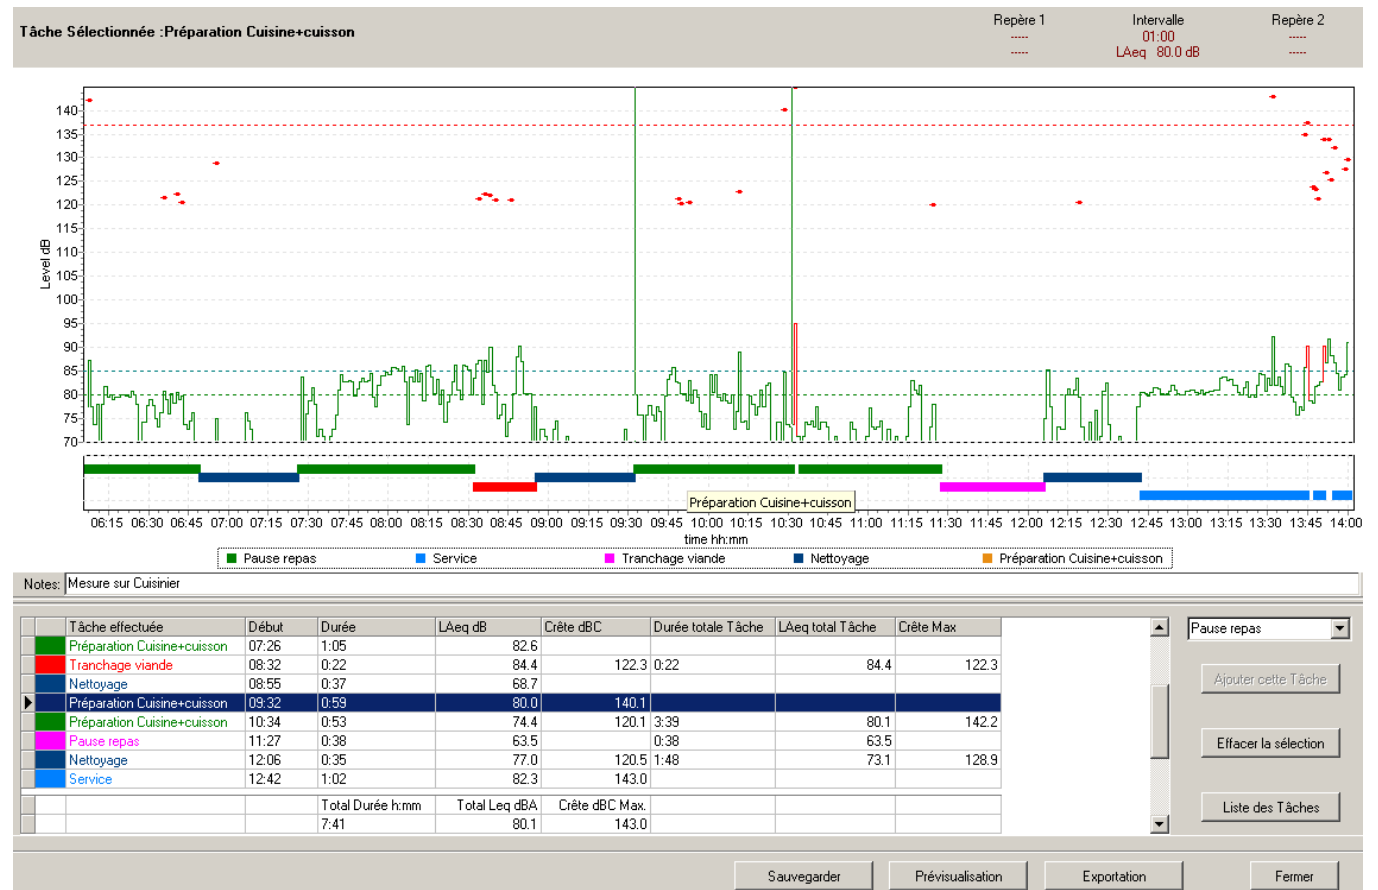 Tâche Sélectionnée :Préparation Cuisine+cuisson
Repère 1 Intervalle Repère 2
----- 01:00 -----
----- LAeq 80.0 dB -----
Level dB
140
135
130
125
120
115
110
105
100
95
90
85
80
75
70
Préparation Cuisine+cuisson
06:15 06:30 06:45 07:00 07:15 07:30 07:45 08:00 08:15 08:30 08:45 09:00 09:15 09:30 09:45 10:00 10:15 10:30 10:45 11:00 11:15 11:30 11:45 12:00 12:15 12:30 12:45 13:00 13:15 13:30 13:45 14:00
time hh:mm
Pause repas Service Tranchage viande Nettoyage Préparation Cuisine+cuisson
Notes: Mesure sur Cuisinier
Tâche effectuée Début Durée LAeq dB Crête dBC Durée totale Tâche LAeq total Tâche Crête Max
Préparation Cuisine+cuisson 07:26 1:05 82.6
Tranchage viande 08:32 0:22 84.4 122.3 0:22 84.4 122.3
Nettoyage 08:55 0:37 68.7
Préparation Cuisine+cuisson 09:32 0:59 80.0 140.1
Préparation Cuisine+cuisson 10:34 0:53 74.4 120.1 3:39 80.1 142.2
Pause repas 11:27 0:38 63.5 0:38 63.5
Nettoyage 12:06 0:35 77.0 120.5 1:48 73.1 128.9
Service 12:42 1:02 82.3 143.0
Total Durée h:mm Total Leq dBA Crête dBC Max.
7:41 80.1 143.0
Pause repas
Ajouter cette Tâche
Effacer la sélection
Liste des Tâches
Sauvegarder Prévisualisation Exportation Fermer